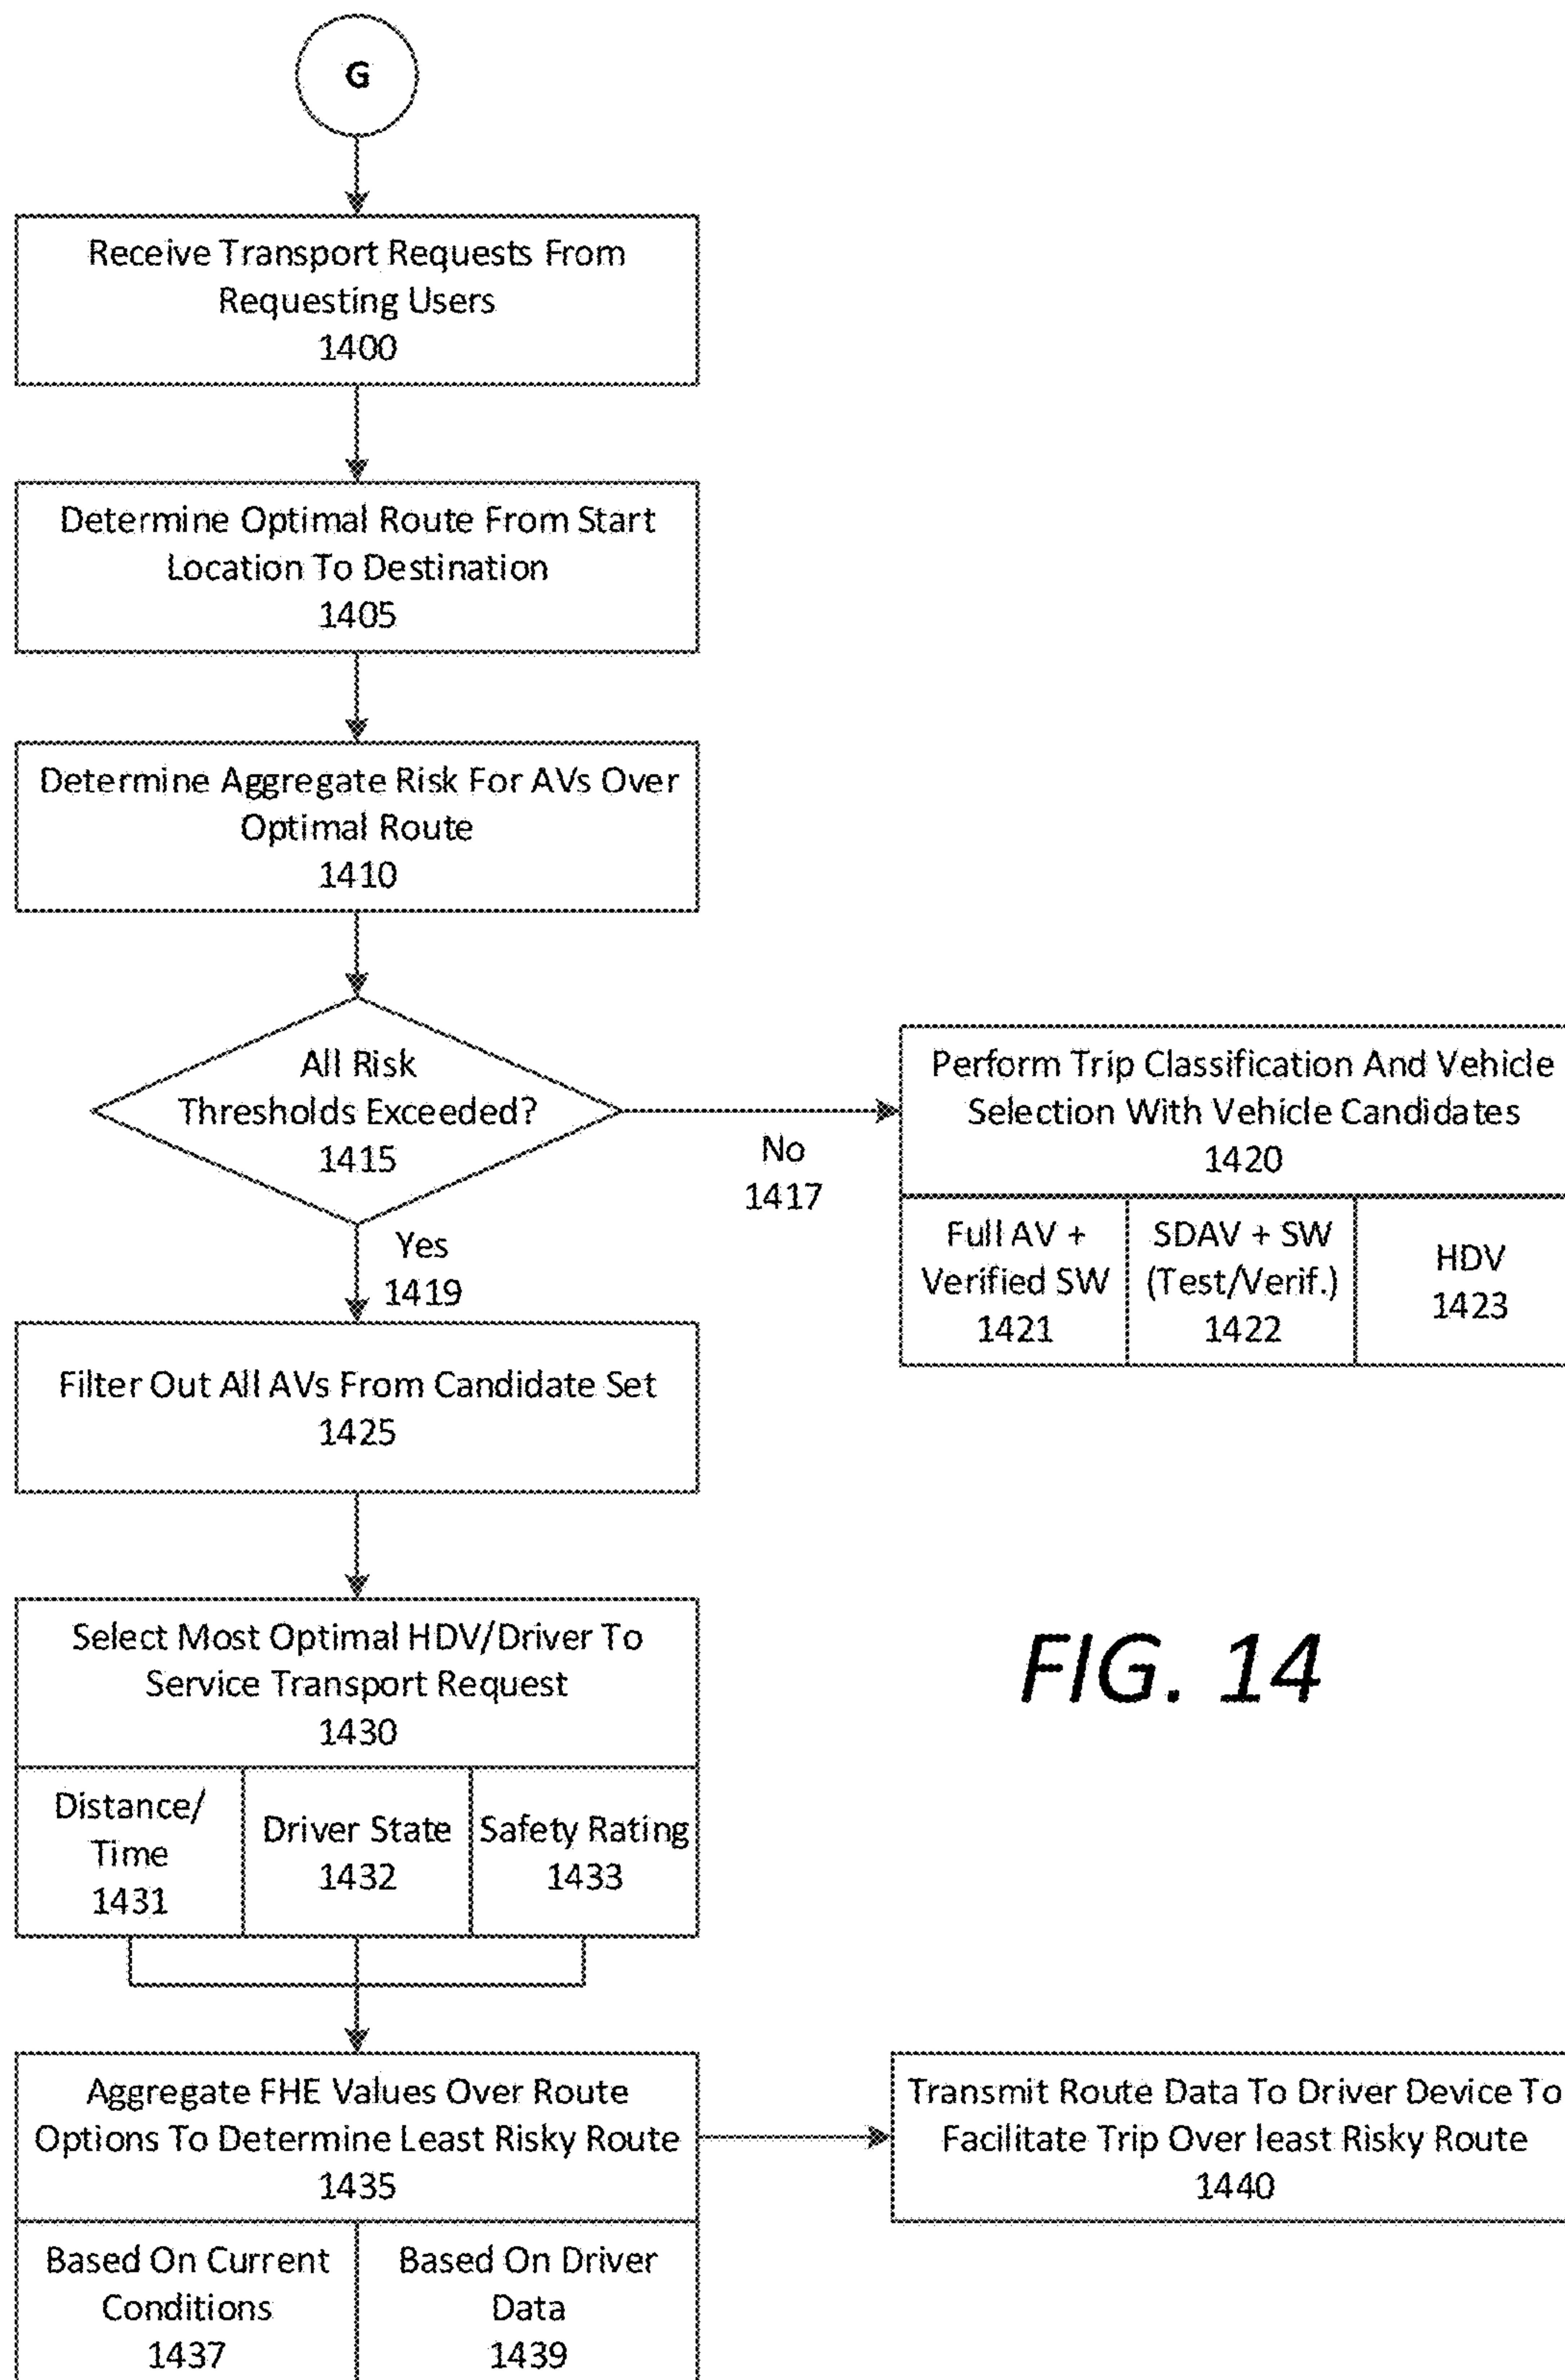 G
Receive Transport Requests From
Requesting Users
1400
Determine Optimal Route From Start
Location To Destination
1405
Determine Aggregate Risk For AVs Over
Optimal Route
1410
All Risk
Thresholds Exceeded?
1415
No
1417
Perform Trip Classification And Vehicle
Selection With Vehicle Candidates
1420
Full AV +
Verified SW
1421
SDAV + SW
(Test/Verif.)
1422
HDV
1423
Yes
1419
Filter Out All AVs From Candidate Set
1425
Select Most Optimal HDV/Driver To
Service Transport Request
1430
Distance/
Time
1431
Driver State
1432
Safety Rating
1433
FIG. 14
Aggregate FHE Values Over Route
Options To Determine Least Risky Route
1435
Based On Current
Conditions
1437
Based On Driver
Data
1439
Transmit Route Data To Driver Device To
Facilitate Trip Over least Risky Route
1440